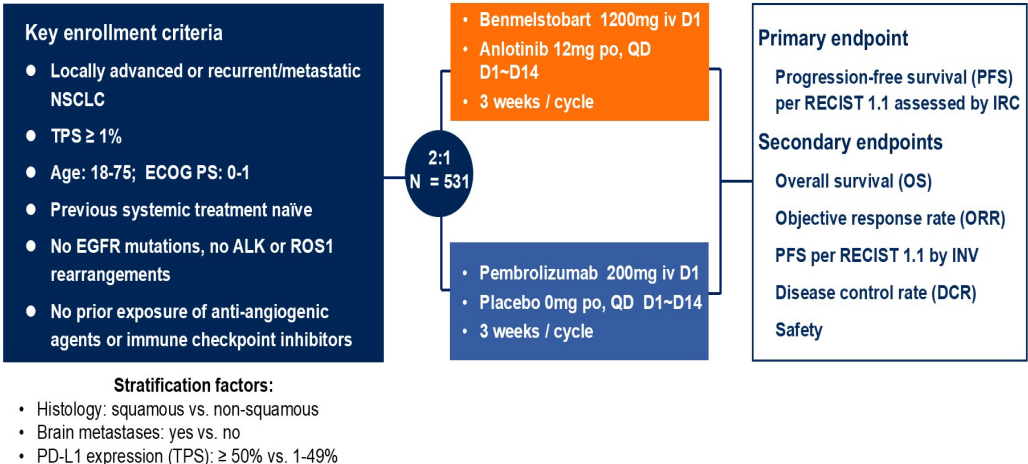 Key enrollment criteria
● Locally advanced or recurrent/metastatic
NSCLC
● TPS ≥ 1%
● Age: 18-75; ECOG PS: 0-1
● Previous systemic treatment naïve
● No EGFR mutations, no ALK or ROS1
rearrangements
● No prior exposure of anti-angiogenic
agents or immune checkpoint inhibitors
Stratification factors:
• Histology: squamous vs. non-squamous
• Brain metastases: yes vs. no
• PD-L1 expression (TPS): ≥ 50% vs. 1-49%
2:1
N = 531
• Benmelstobart 1200mg iv D1
• Anlotinib 12mg po, QD
D1~D14
• 3 weeks / cycle
• Pembrolizumab 200mg iv D1
• Placebo 0mg po, QD D1~D14
• 3 weeks / cycle
Primary endpoint
Progression-free survival (PFS)
per RECIST 1.1 assessed by IRC
Secondary endpoints
Overall survival (OS)
Objective response rate (ORR)
PFS per RECIST 1.1 by INV
Disease control rate (DCR)
Safety